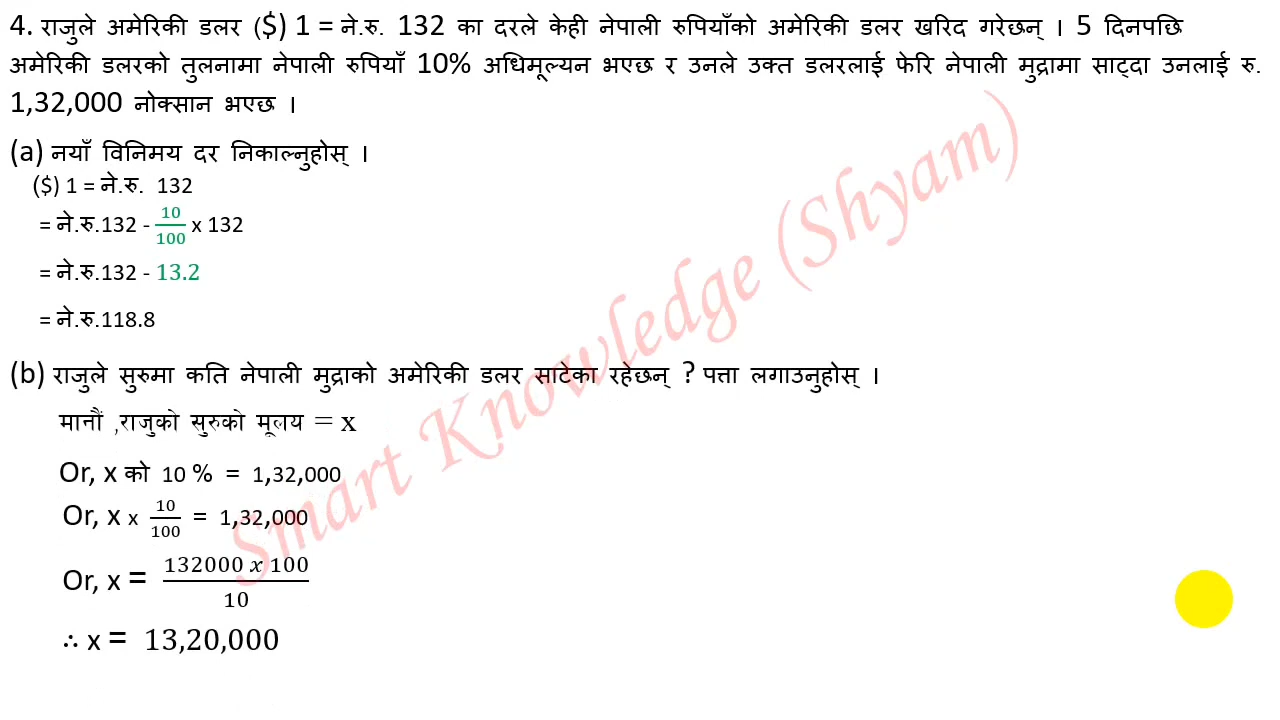 4. राजुले अमेरिकी डलर ($) 1 = ने.रु. 132 का दरले केही नेपाली रुपियाँको अमेरिकी डलर खरिद गरेछन् । 5 दिनपछि
अमेरिकी डलरको तुलनामा नेपाली रुपियाँ 10% अधिमूल्यन भएछ र उनले उक्त डलरलाई फेरि नेपाली मुद्रामा साट्दा उनलाई रु.
1,32,000 नोक्सान भएछ ।
(a) नयाँ विनिमय दर निकाल्नुहोस् ।
($) 1 = ने.रु. 132
= ने.रु.132 - 10/100 x 132
= ने.रु.132 - 13.2
= ने.रु.118.8
(b) राजुले सुरुमा कति नेपाली मुद्राको अमेरिकी डलर साटेका रहेछन् ? पत्ता लगाउनुहोस् ।
मानौं ,राजुको सुरुको मूलय = x
Or, x को 10 % = 1,32,000
Or, x x 10/100 = 1,32,000
Or, x = 132000 x 100/10
∴ x = 13,20,000
Smart Knowledge (Shyam)